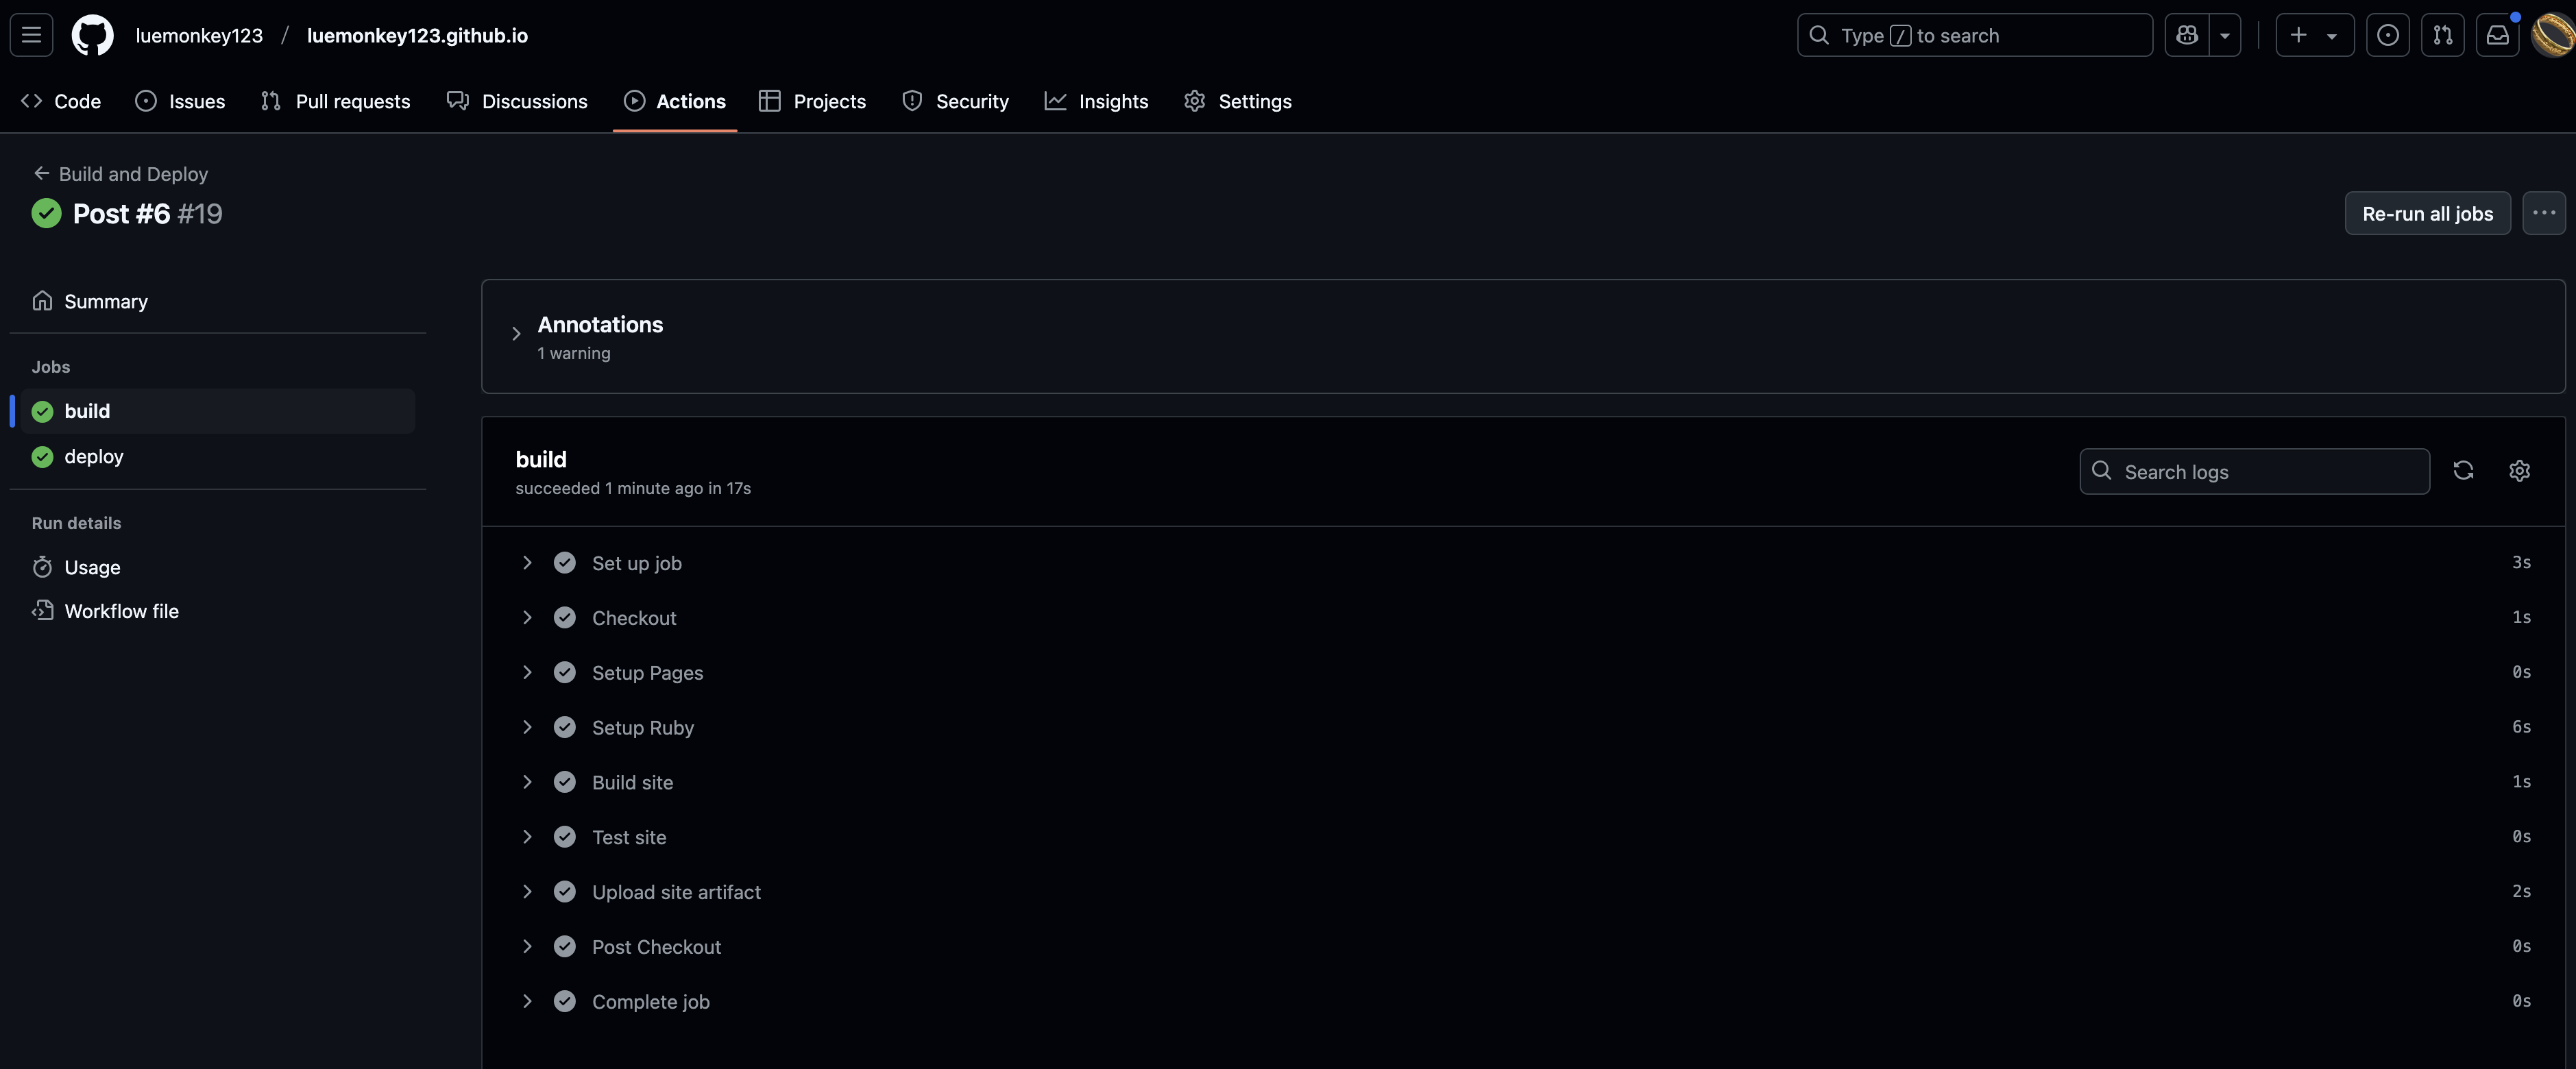 luemonkey123 / luemonkey123.github.io
Type / to search
Code Issues Pull requests Discussions Actions Projects Security Insights Settings
Build and Deploy
Post #6 #19
Re-run all jobs
Summary
Jobs
build
deploy
Run details
Usage
Workflow file
Annotations
1 warning
build
succeeded 1 minute ago in 17s
Search logs
Set up job 3s
Checkout 1s
Setup Pages 0s
Setup Ruby 6s
Build site 1s
Test site 0s
Upload site artifact 2s
Post Checkout 0s
Complete job 0s